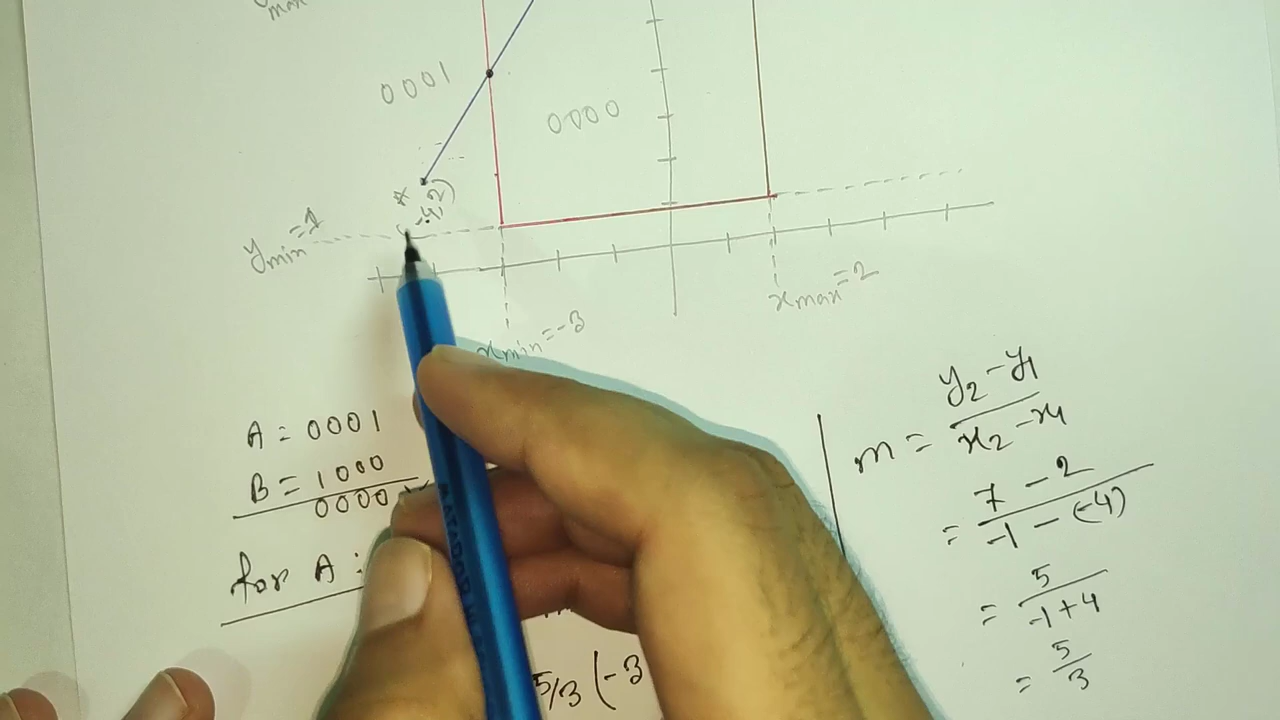 max
0001
0000
(-4,2)
ymin=1
xmax=2
xmin=-3
A = 0001
B = 1000
0000
for A:
5/3 (-3
m = y2-y1/x2-x1
= 7-2/-1-(-4)
= 5/-1+4
= 5/3